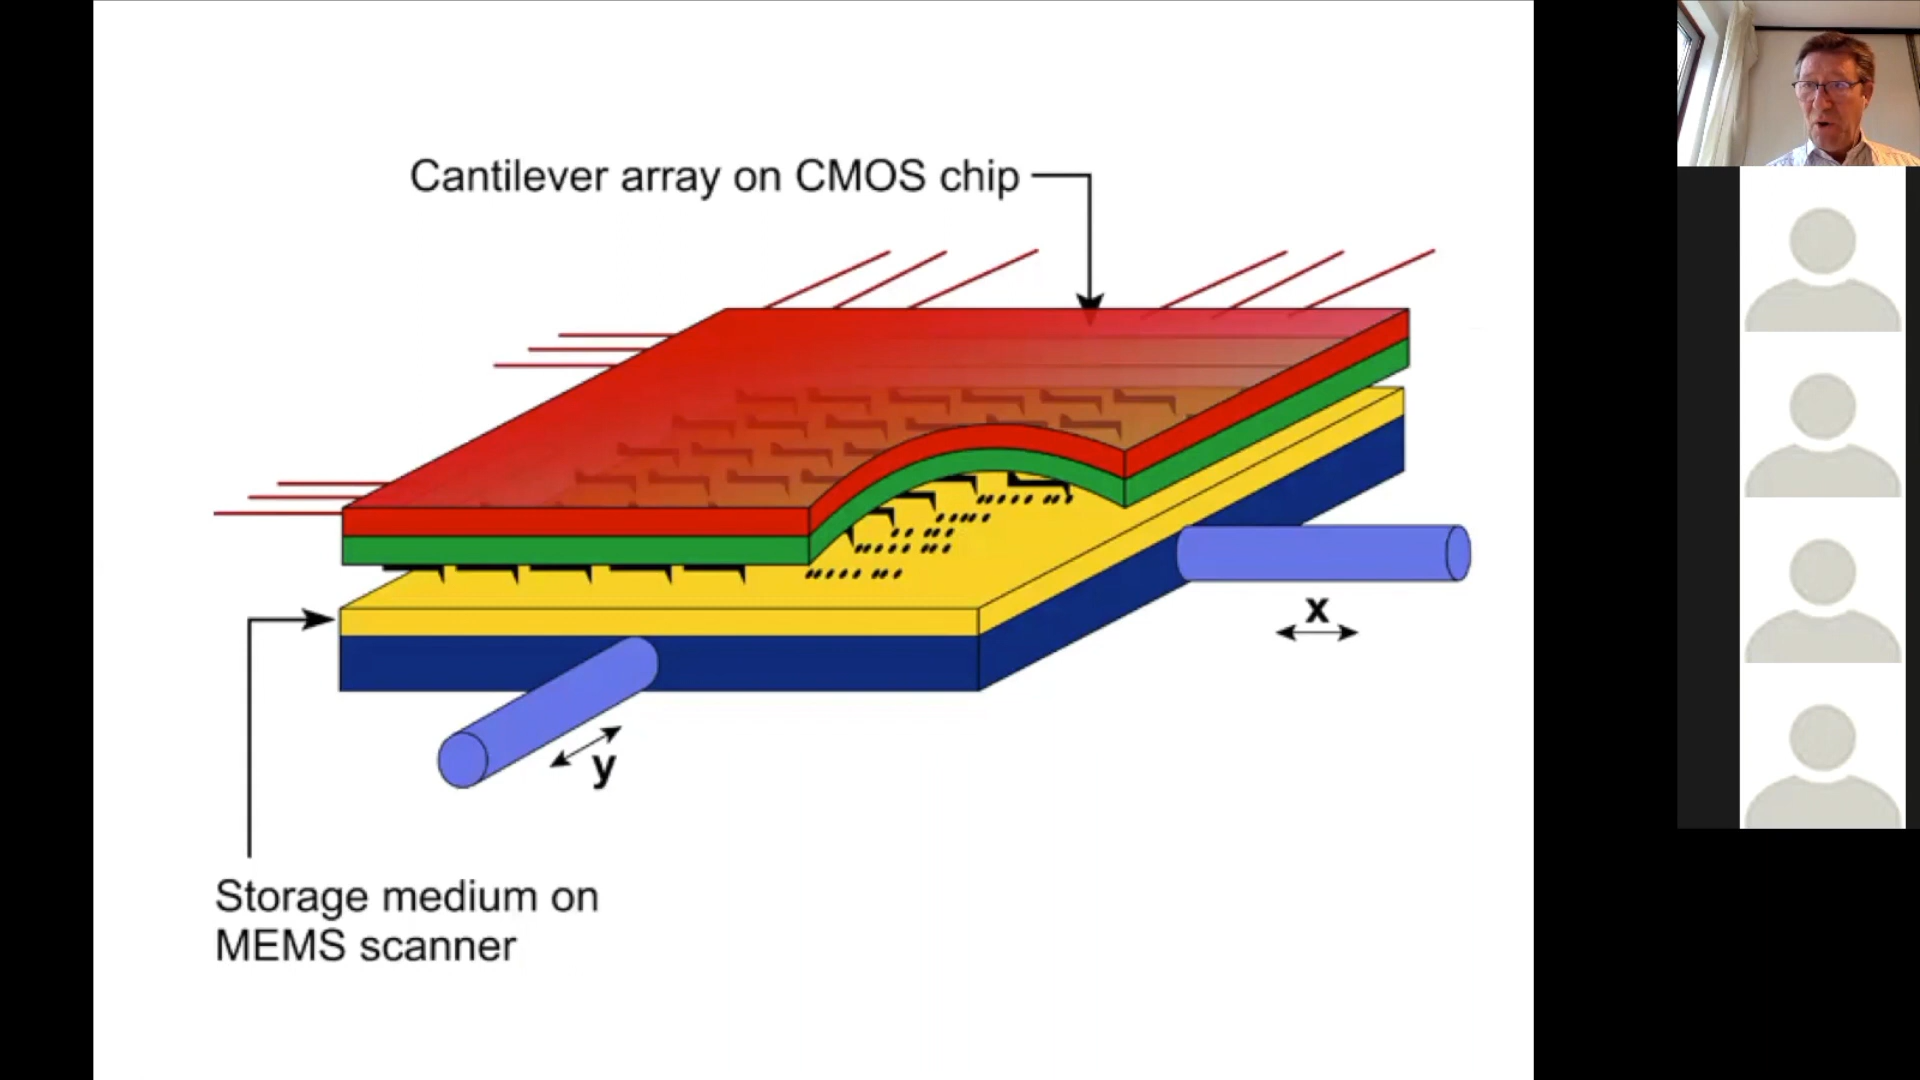 Cantilever array on CMOS chip
x
y
Storage medium on
MEMS scanner